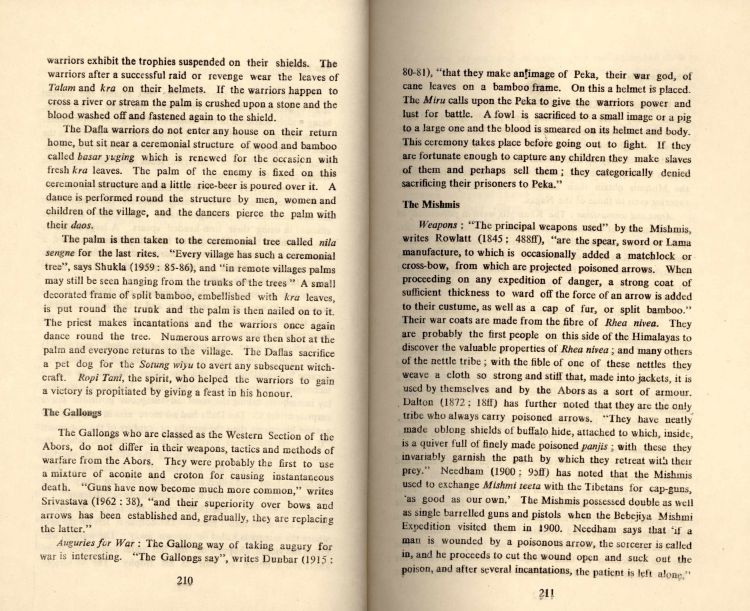 warriors exhibit the trophies suspended on their shields. The
warriors after a successful raid or revenge wear the leaves of
Talam and kra on their helmets. If the warriors happen to
cross a river or stream the palm is crushed upon a stone and the
blood washed off and fastened again to the shield.
The Dafla warriors do not enter any house on their return
home, but sit near a ceremonial structure of wood and bamboo
called basar yuging which is renewed for the occasion with
fresh kra leaves. The palm of the enemy is fixed on this
ceremonial structure and a little rice-beer is poured over it. A
dance is performed round the structure by men, women and
children of the village, and the dancers pierce the palm with
their daos.
The palm is then taken to the ceremonial tree called nila
sengne for the last rites. "Every village has such a ceremonial
tree", says Shukla (1959 : 85-86), and "in remote villages palms
may still be seen hanging from the trunks of the trees" A small
decorated frame of split bamboo, embellished with kra leaves,
is put round the trunk and the palm is then nailed on to it.
The priest makes incantations and the warriors once again
dance round the tree. Numerous arrows are then shot at the
palm and everyone returns to the village. The Daflas sacrifice
a pet dog for the Sotung wiyu to avert any subsequent witch-
craft. Ropi Tani, the spirit, who helped the warriors to gain
a victory is propitiated by giving a feast in his honour.
The Gallongs
The Gallongs who are classed as the Western Section of the
Abors, do not differ in their weapons, tactics and methods of
warfare from the Abors. They were probably the first to use
a mixture of aconite and croton for causing instantaneous
death. "Guns have now become much more common," writes
Srivastava (1962 : 38), "and their superiority over bows and
arrows has been established and, gradually, they are replacing
the latter."
Auguries for War : The Gallong way of taking augury for
war is interesting. "The Gallongs say", writes Dunbar (1915 :
210
80-81), "that they make an image of Peka, their war god, of
cane leaves on a bamboo frame. On this a helmet is placed.
The Miru calls upon the Peka to give the warriors power and
lust for battle. A fowl is sacrificed to a small image or a pig
to a large one and the blood is smeared on its helmet and body.
This ceremony takes place before going out to fight. If they
are fortunate enough to capture any children they make slaves
of them and perhaps sell them ; they categorically denied
sacrificing their prisoners to Peka."
The Mishmis
Weapons ; "The principal weapons used" by the Mishmis,
writes Rowlatt (1845 ; 488ff), "are the spear, sword or Lama
manufacture, to which is occasionally added a matchlock or
cross-bow, from which are projected poisoned arrows. When
proceeding on any expedition of danger, a strong coat of
sufficient thickness to ward off the force of an arrow is added
to their custume, as well as a cap of fur, or split bamboo."
Their war coats are made from the fibre of Rhea nivea. They
are probably the first people on this side of the Himalayas to
discover the valuable properties of Rhea nivea ; and many others
of the nettle tribe ; with the fible of one of these nettles they
weave a cloth so strong and stiff that, made into jackets, it is
used by themselves and by the Abors as a sort of armour.
Dalton (1872 ; 18ff) has further noted that they are the only
tribe who always carry poisoned arrows. "They have neatly
made oblong shields of buffalo hide, attached to which, inside,
is a quiver full of finely made poisoned panjis ; with these they
invariably garnish the path by which they retreat with their
prey." Needham (1900 ; 9ff) has noted that the Mishmis
used to exchange Mishmi teeta with the Tibetans for cap-guns,
'as good as our own.' The Mishmis possessed double as well
as single barrelled guns and pistols when the Bebejiya Mishmi
Expedition visited them in 1900. Needham says that 'if a
man is wounded by a poisonous arrow, the sorcerer is called
in, and he proceeds to cut the wound open and suck out the
poison, and after several incantations, the patient is left alone."
211